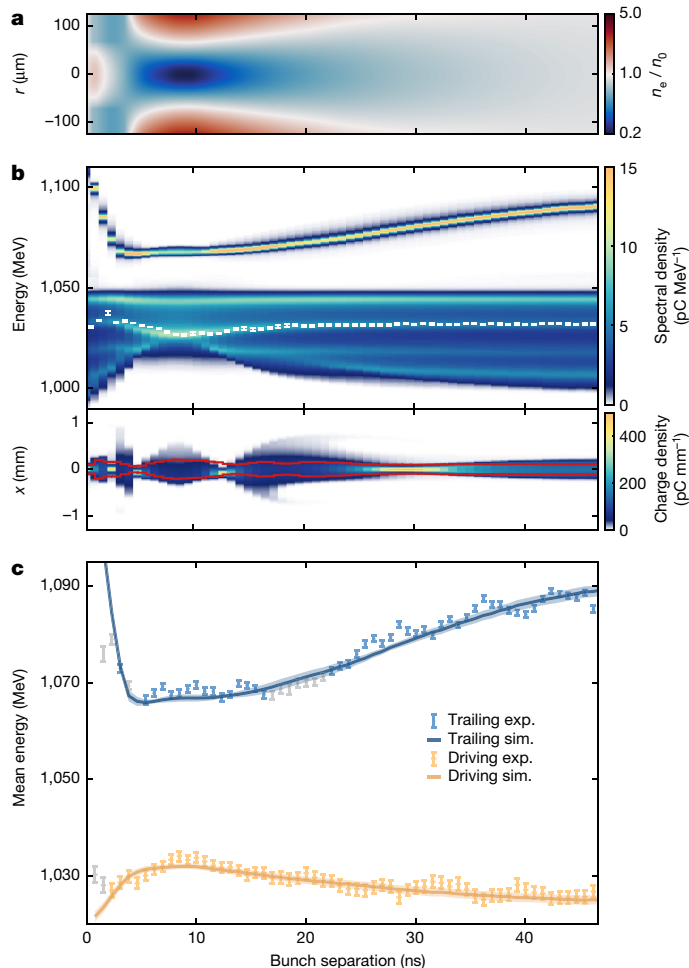 a
100
0
−100
r (μm)
5.0
1.0
0.2
n_e / n_0
b
1,100
1,050
1,000
Energy (MeV)
15
10
5
0
Spectral density
(pC MeV⁻¹)
1
0
−1
x (mm)
400
200
0
Charge density
(pC mm⁻¹)
c
1,090
1,070
1,050
1,030
Mean energy (MeV)
Trailing exp.
Trailing sim.
Driving exp.
Driving sim.
0 10 20 30 40
Bunch separation (ns)